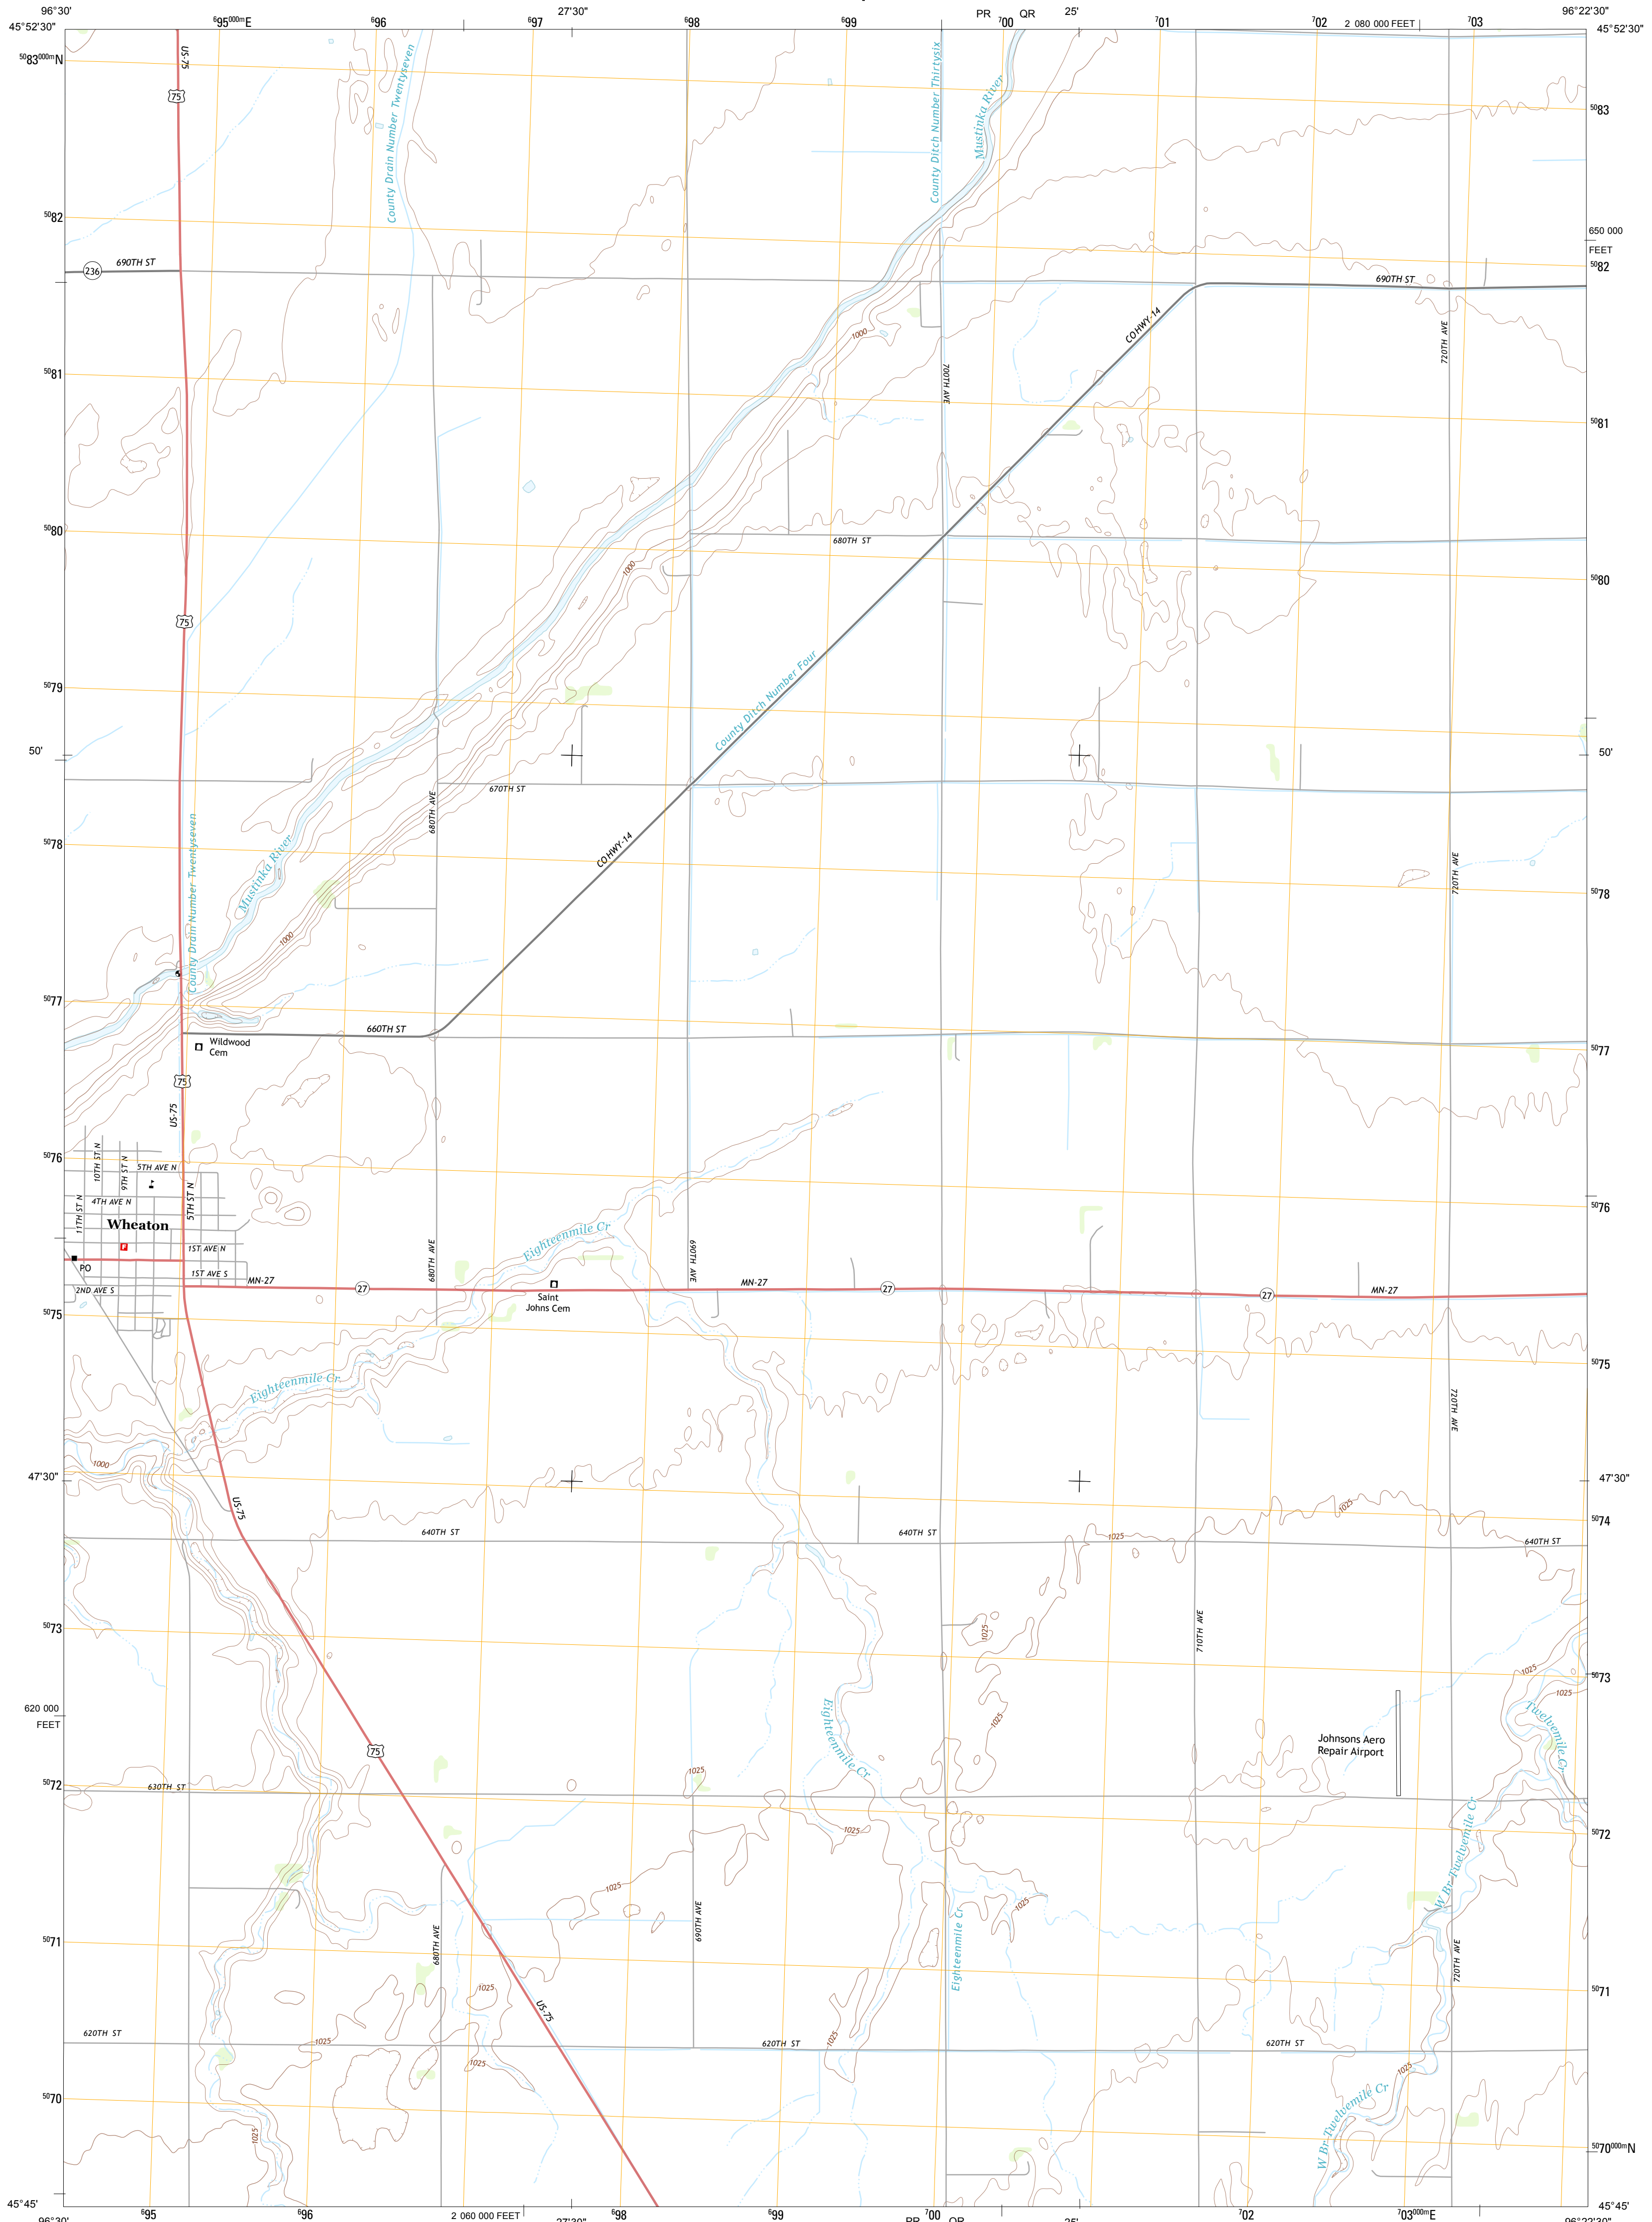 96°30'
⁶95⁰⁰⁰ᵐE
⁶96
⁶97
27'30"
⁶98
⁶99
PR
QR
⁷00
25'
⁷01
⁷02
2 080 000 FEET
⁷03
96°22'30"
45°52'30"
45°52'30"
⁵⁰83⁰⁰⁰ᵐN
US-75
75
County Drain Number Twentyseven
County Ditch Number Thirtysix
Mustinka River
⁵⁰83
⁵⁰82
650 000
FEET
⁵⁰82
236
690TH ST
690TH ST
CO HWY-14
720TH AVE
1000
700TH AVE
⁵⁰81
⁵⁰81
⁵⁰80
680TH ST
1000
⁵⁰80
75
⁵⁰79
County Ditch Number Four
50'
50'
670TH ST
680TH AVE
County Drain Number Twentyseven
Mustinka River
CO HWY-14
⁵⁰78
720TH AVE
⁵⁰78
1000
⁵⁰77
660TH ST
Wildwood
Cem
⁵⁰77
75
US-75
⁵⁰76
10TH ST N
9TH ST N
5TH AVE N
5TH ST N
4TH AVE N
11TH ST N
Wheaton
⁵⁰76
1ST AVE N
Eighteenmile Cr
680TH AVE
690TH AVE
PO
1ST AVE S
2ND AVE S
MN-27
27
Saint
Johns Cem
MN-27
27
27
MN-27
⁵⁰75
⁵⁰75
Eighteenmile Cr
720TH AVE
1000
47'30"
47'30"
US-75
1025
⁵⁰74
640TH ST
640TH ST
1025
640TH ST
⁵⁰73
1025
710TH AVE
1025
⁵⁰73
620 000
FEET
1025
1025
Eighteenmile Cr
Twelvemile Cr
75
Johnsons Aero
Repair Airport
⁵⁰72
630TH ST
1025
1025
W Br Twelvemile Cr
⁵⁰72
1025
1025
690TH AVE
Eighteenmile Cr
⁵⁰71
680TH AVE
720TH AVE
⁵⁰71
1025
US-75
620TH ST
1025
1025
620TH ST
1025
620TH ST
1025
⁵⁰70
W Br Twelvemile Cr
1025
⁵⁰70⁰⁰⁰ᵐN
45°45'
45°45'
96°30'
⁶95
⁶96
2 060 000 FEET
27'30"
⁶98
⁶99
PR
QR
⁷00
25'
⁷02
⁷03⁰⁰⁰ᵐE
96°22'30"